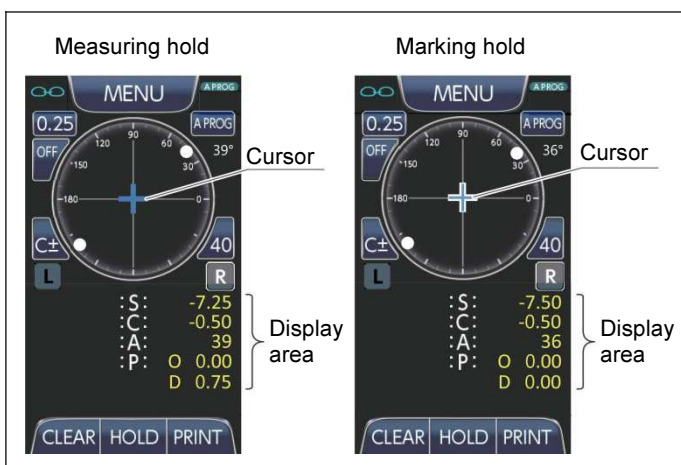 Measuring hold
Marking hold
MENU
A PROG
0.25
A PROG
OFF
39°
180
150
120
90
60
30
0
Cursor
C±
40
L
R
:S: -7.25
:C: -0.50
:A: 39
:P: O 0.00
D 0.75
Display
area
CLEAR HOLD PRINT
MENU
A PROG
0.25
A PROG
OFF
36°
180
150
120
90
60
30
0
Cursor
C±
40
L
R
:S: -7.50
:C: -0.50
:A: 36
:P: O 0.00
D 0.00
Display
area
CLEAR HOLD PRINT